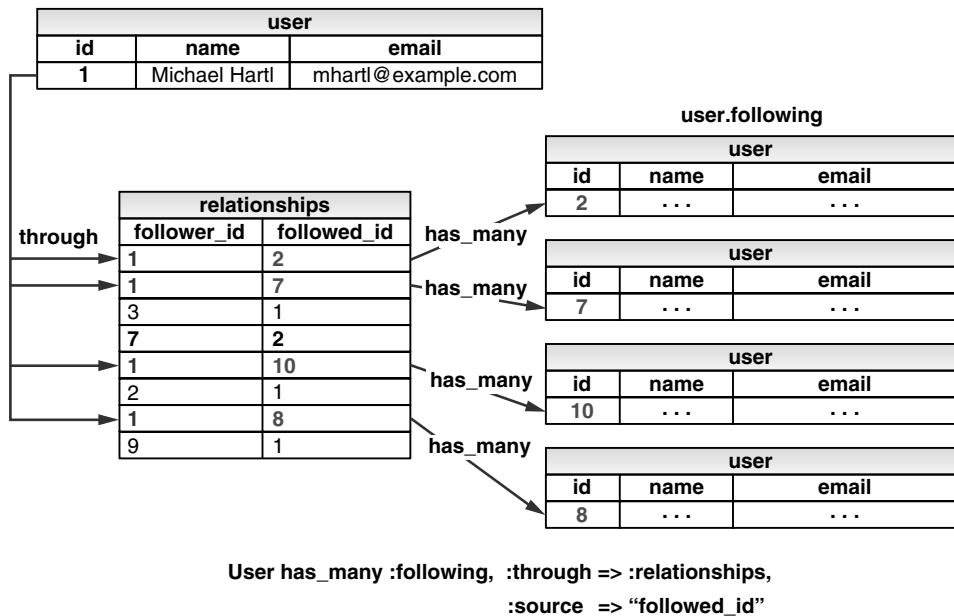 user
id name email
1 Michael Hartl mhartl@example.com
user.following
user
id name email
2 . . . . . .
relationships
follower_id followed_id
through
has_many
1 2
1 7
3 1
7 2
1 10
2 1
1 8
9 1
has_many
user
id name email
7 . . . . . .
has_many
user
id name email
10 . . . . . .
has_many
user
id name email
8 . . . . . .
User has_many :following, :through => :relationships,
:source => “followed_id”